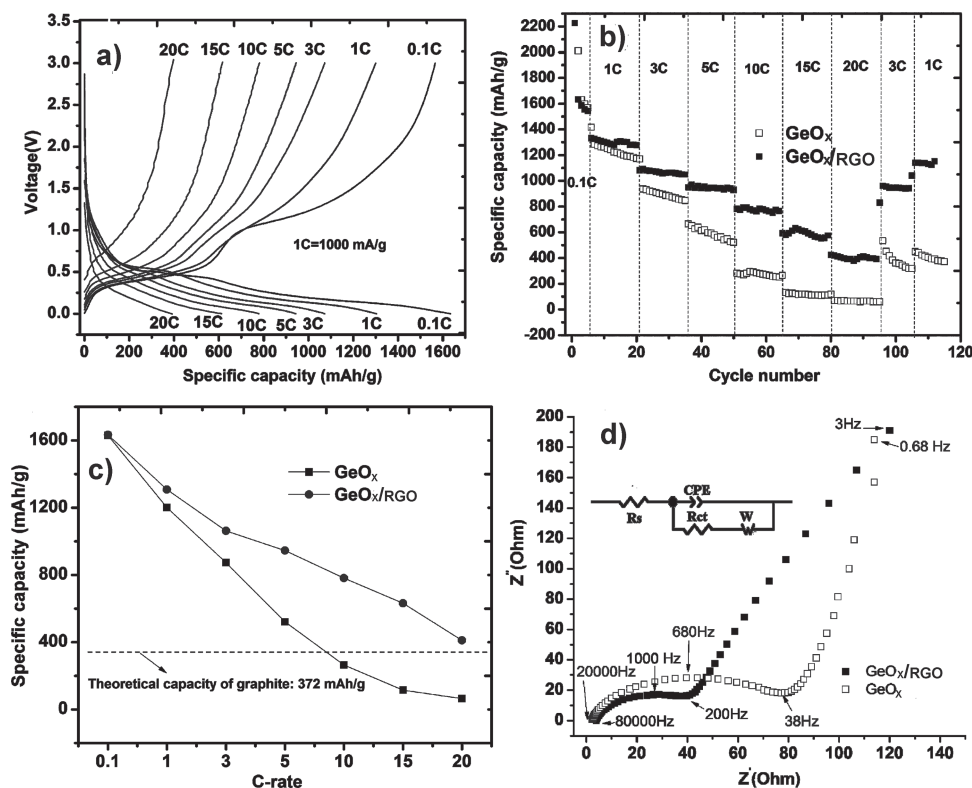 a)
20C 15C 10C 5C 3C 1C 0.1C
1C=1000 mA/g
20C 15C 10C 5C 3C 1C 0.1C
Voltage(V)
3.5
3.0
2.5
2.0
1.5
1.0
0.5
0.0
0 200 400 600 800 1000 1200 1400 1600
Specific capacity (mAh/g)
b)
1C 3C 5C 10C 15C 20C 3C 1C
GeOx
GeOx/RGO
0.1C
Specific capacity (mAh/g)
2200
2000
1800
1600
1400
1200
1000
800
600
400
200
0
-200
0 20 40 60 80 100 120
Cycle number
c)
GeOx
GeOx/RGO
Theoretical capacity of graphite: 372 mAh/g
Specific capacity (mAh/g)
1600
1200
800
400
0
0.1 1 3 5 10 15 20
C-rate
d)
3Hz
0.68 Hz
CPE
Rs Rct W
680Hz
1000 Hz
20000Hz
80000Hz
200Hz
38Hz
GeOx/RGO
GeOx
Z''(Ohm)
200
180
160
140
120
100
80
60
40
20
0
0 20 40 60 80 100 120 140
Z'(Ohm)